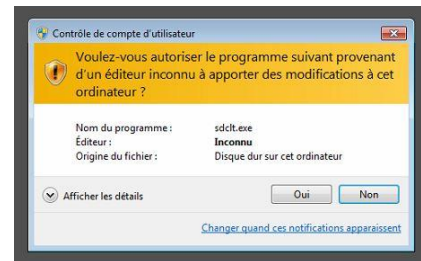 Contrôle de compte d'utilisateur
Voulez-vous autoriser le programme suivant provenant
d'un éditeur inconnu à apporter des modifications à cet
ordinateur ?
Nom du programme : sdclt.exe
Éditeur : Inconnu
Origine du fichier : Disque dur sur cet ordinateur
Afficher les détails Oui Non
Changer quand ces notifications apparaissent